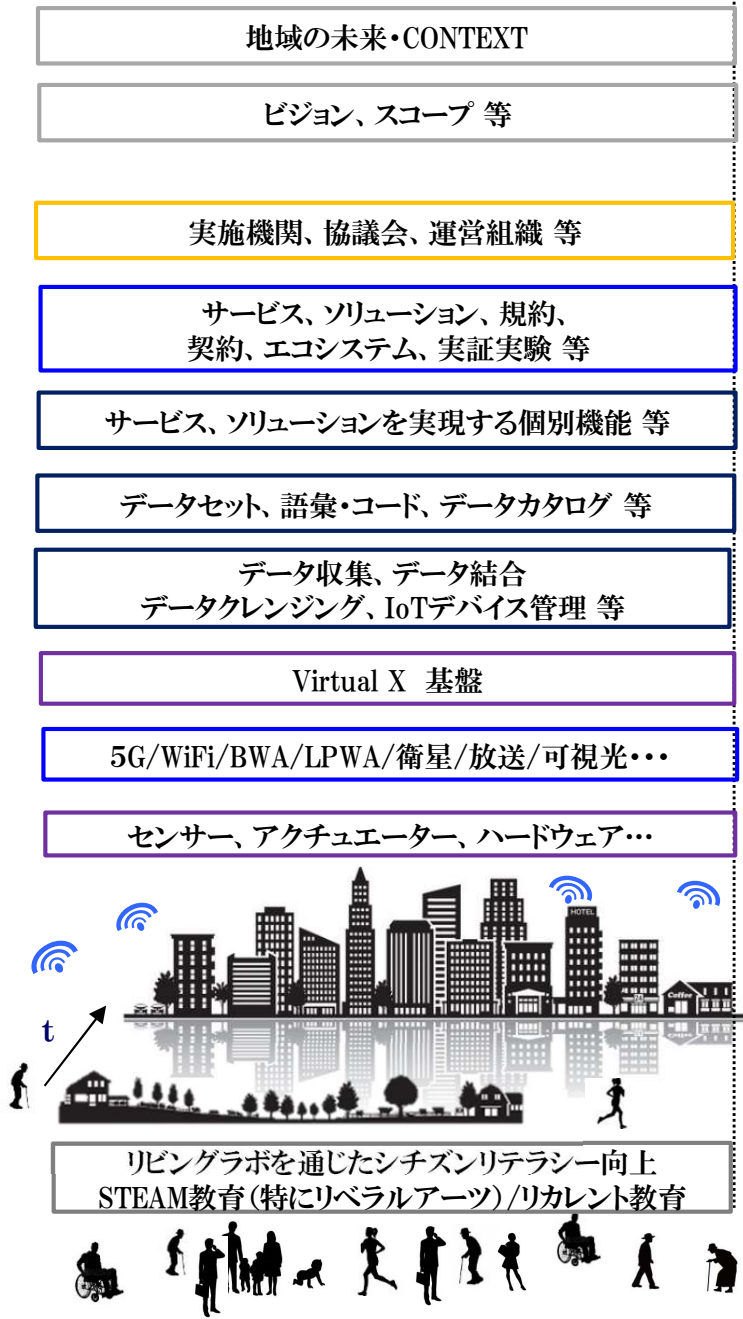 地域の未来・CONTEXT
ビジョン、スコープ 等
実施機関、協議会、運営組織 等
サービス、ソリューション、規約、
契約、エコシステム、実証実験 等
サービス、ソリューションを実現する個別機能 等
データセット、語彙・コード、データカタログ 等
データ収集、データ結合
データクレンジング、IoTデバイス管理 等
Virtual X 基盤
5G/WiFi/BWA/LPWA/衛星/放送/可視光・・・
センサー、アクチュエーター、ハードウェア…
HOTEL
24
Coffee
t
リビングラボを通じたシチズンリテラシー向上
STEAM教育(特にリベラルアーツ)/リカレント教育